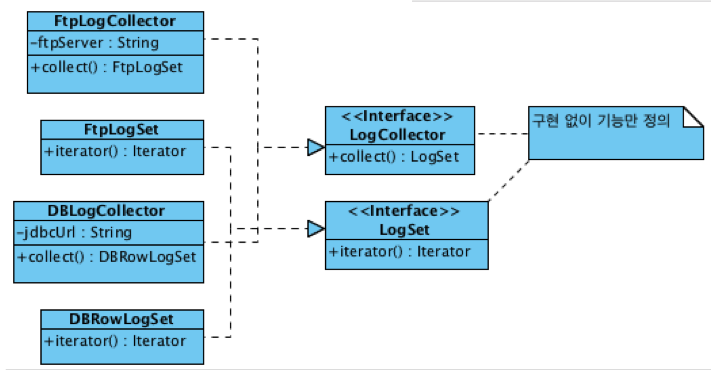 FtpLogCollector
-ftpServer : String
+collect() : FtpLogSet
FtpLogSet
+iterator() : Iterator
DBLogCollector
-jdbcUrl : String
+collect() : DBRowLogSet
DBRowLogSet
+iterator() : Iterator
<<Interface>>
LogCollector
+collect() : LogSet
<<Interface>>
LogSet
+iterator() : Iterator
구현 없이 기능만 정의